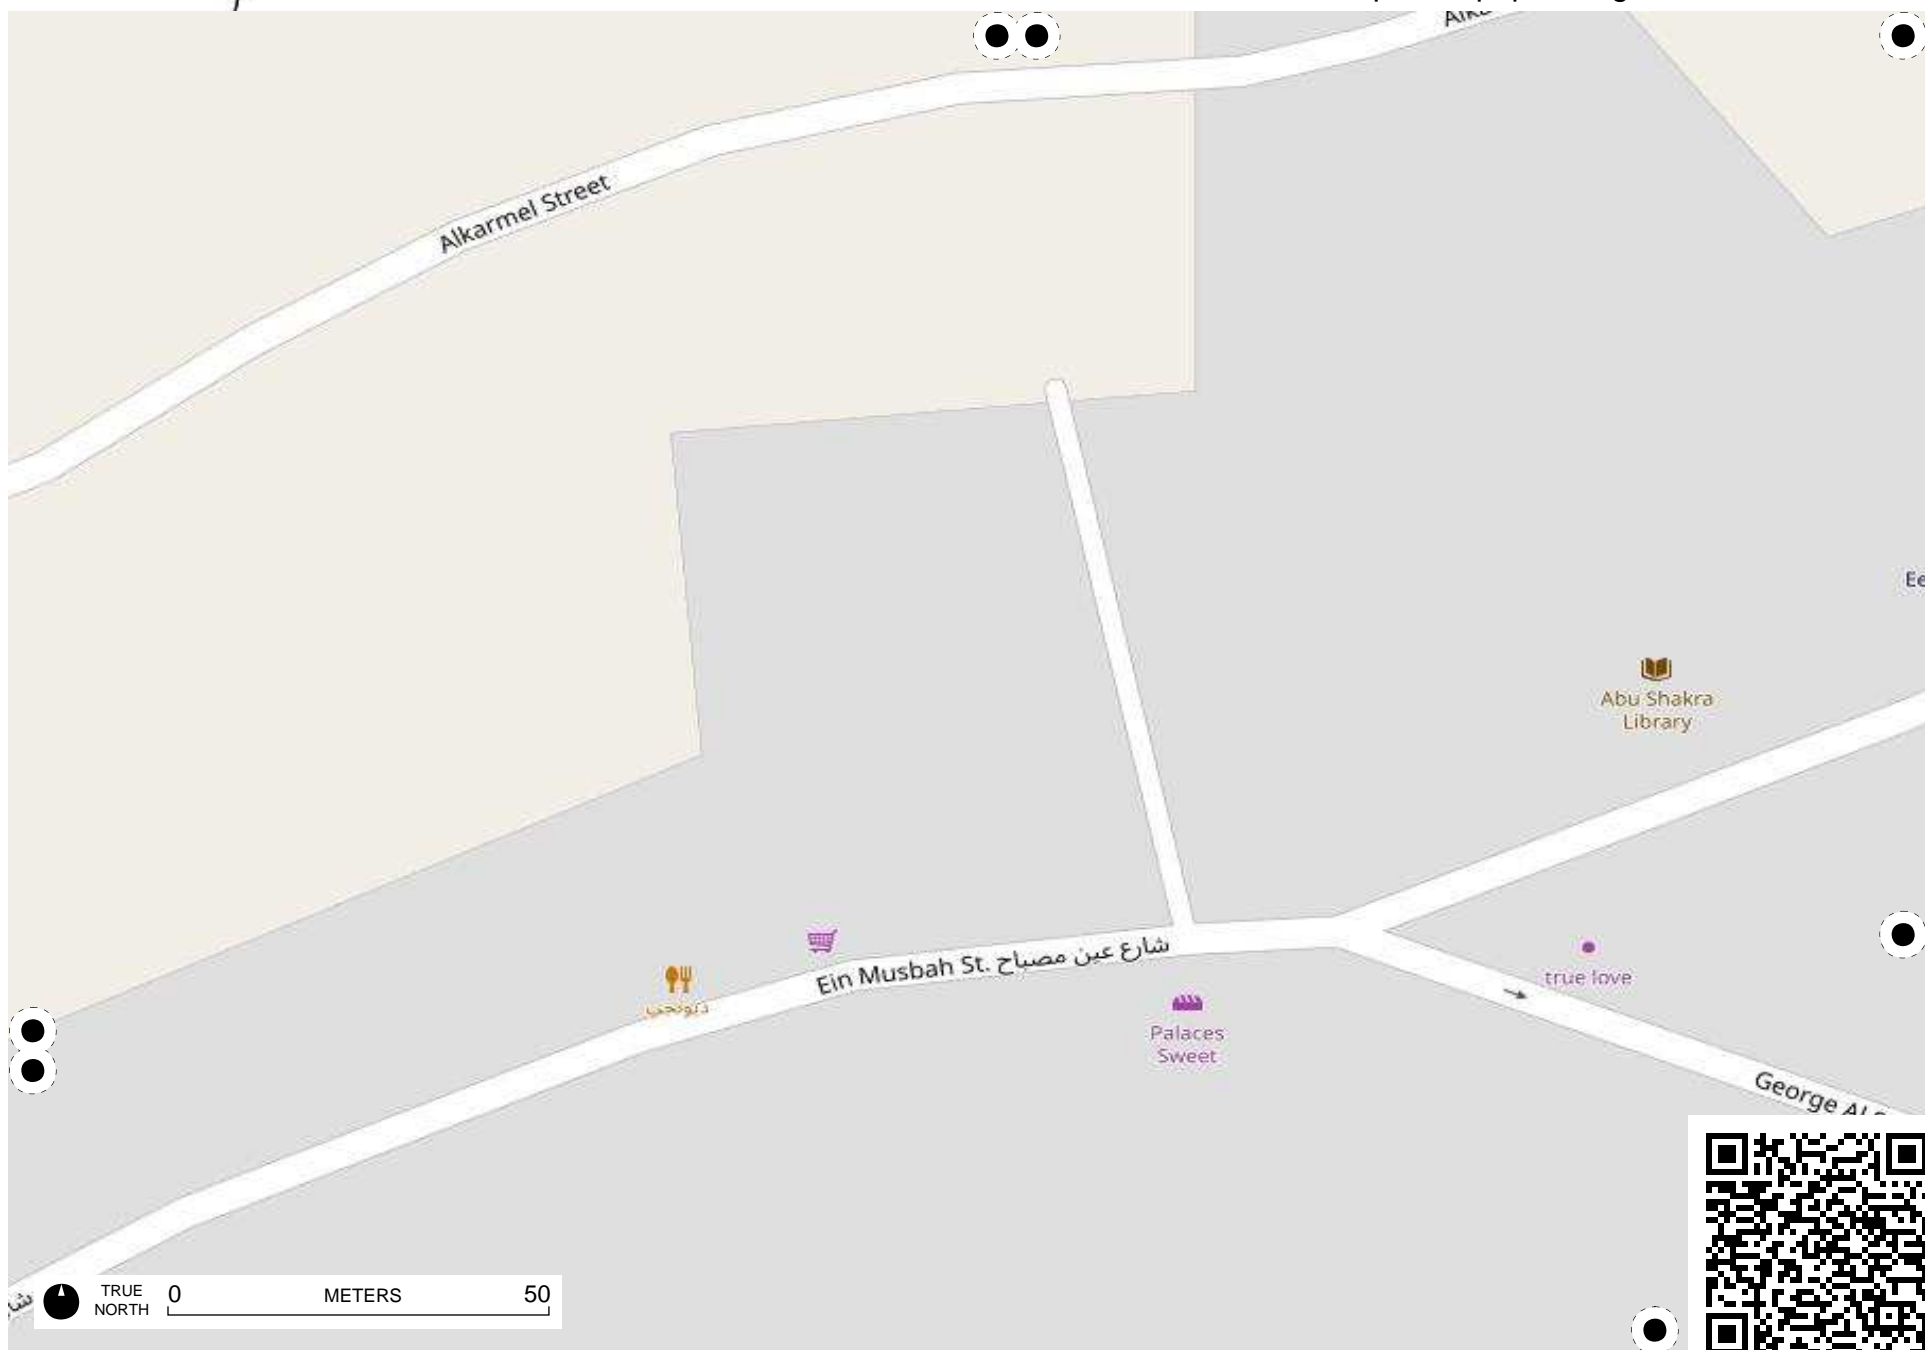 Alkarmel Street
Abu Shakra
Library
Ein Musbah St. شارع عين مصباح
true love
Palaces
Sweet
George Al
TRUE
NORTH
0 METERS 50